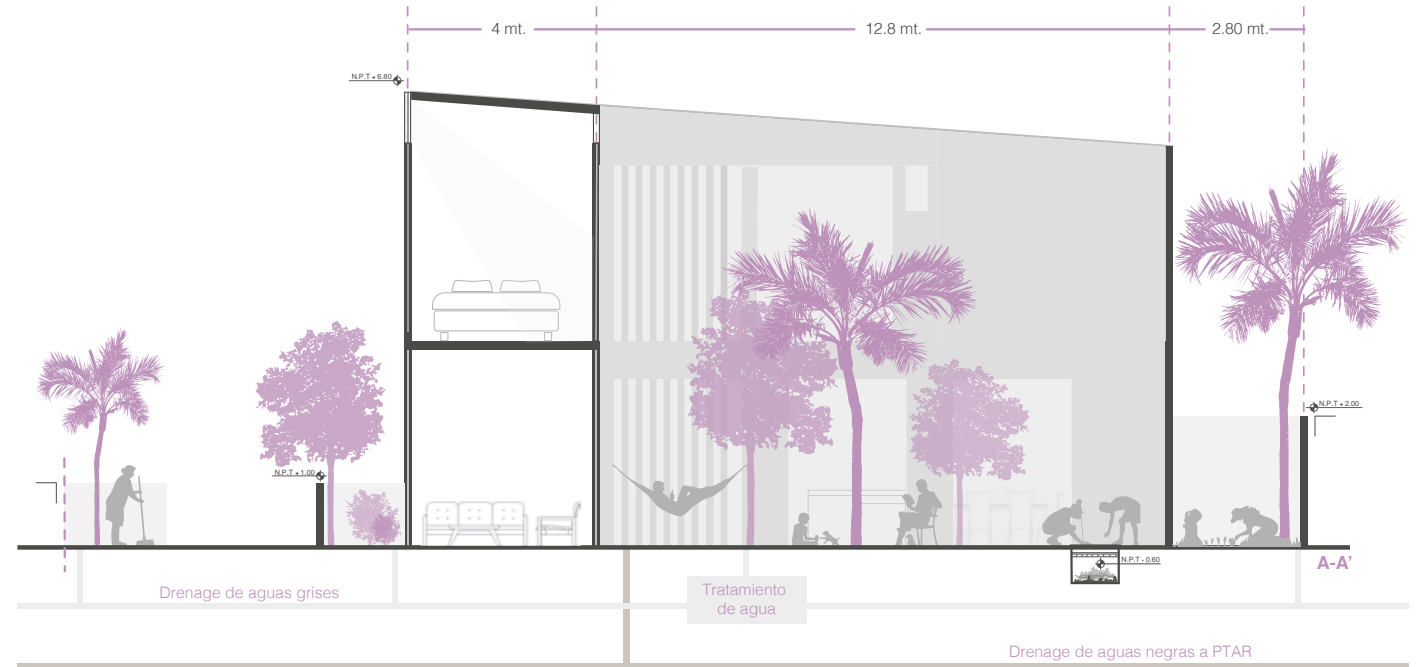 4 mt.
12.8 mt.
2.80 mt.
N.P.T + 6.80
N.P.T + 2.00
N.P.T + 1.00
N.P.T - 0.60
A-A'
Drenage de aguas grises
Tratamiento
de agua
Drenage de aguas negras a PTAR